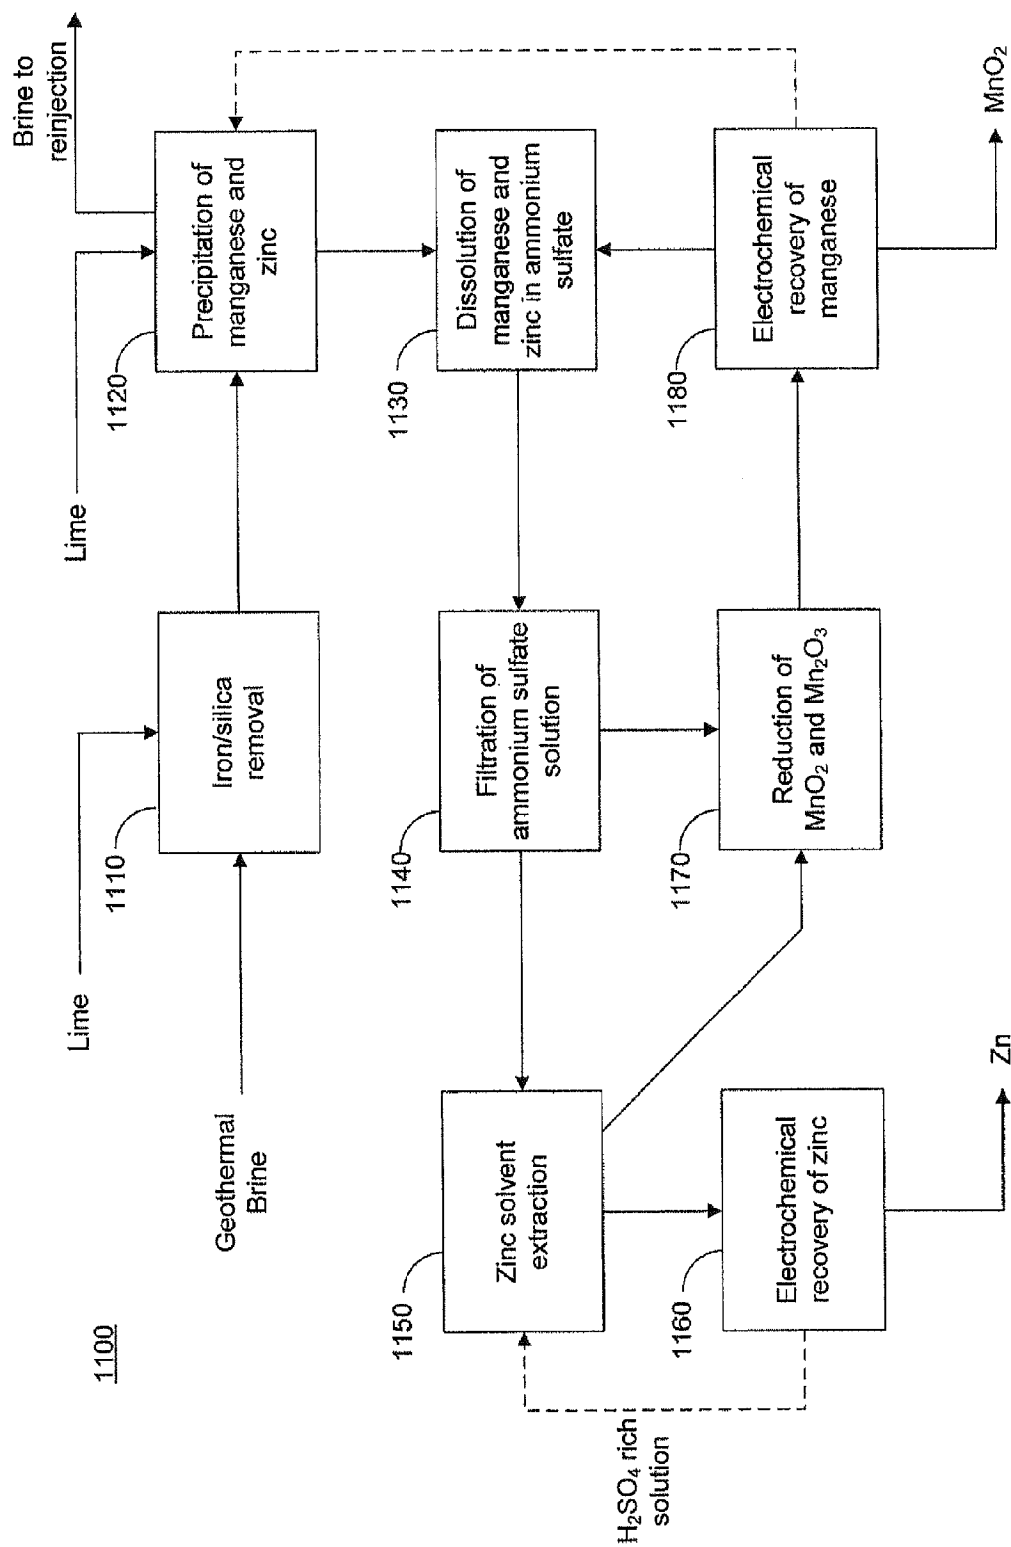 1100
Geothermal
Brine
Lime
1110
Iron/silica
removal
Lime
1120
Precipitation of
manganese and
zinc
Brine to
reinjection
1150
Zinc solvent
extraction
1140
Filtration of
ammonium sulfate
solution
1130
Dissolution of
manganese and
zinc in ammonium
sulfate
H₂SO₄ rich
solution
1160
Electrochemical
recovery of zinc
Zn
1170
Reduction of
MnO₂ and Mn₂O₃
1180
Electrochemical
recovery of
manganese
MnO₂